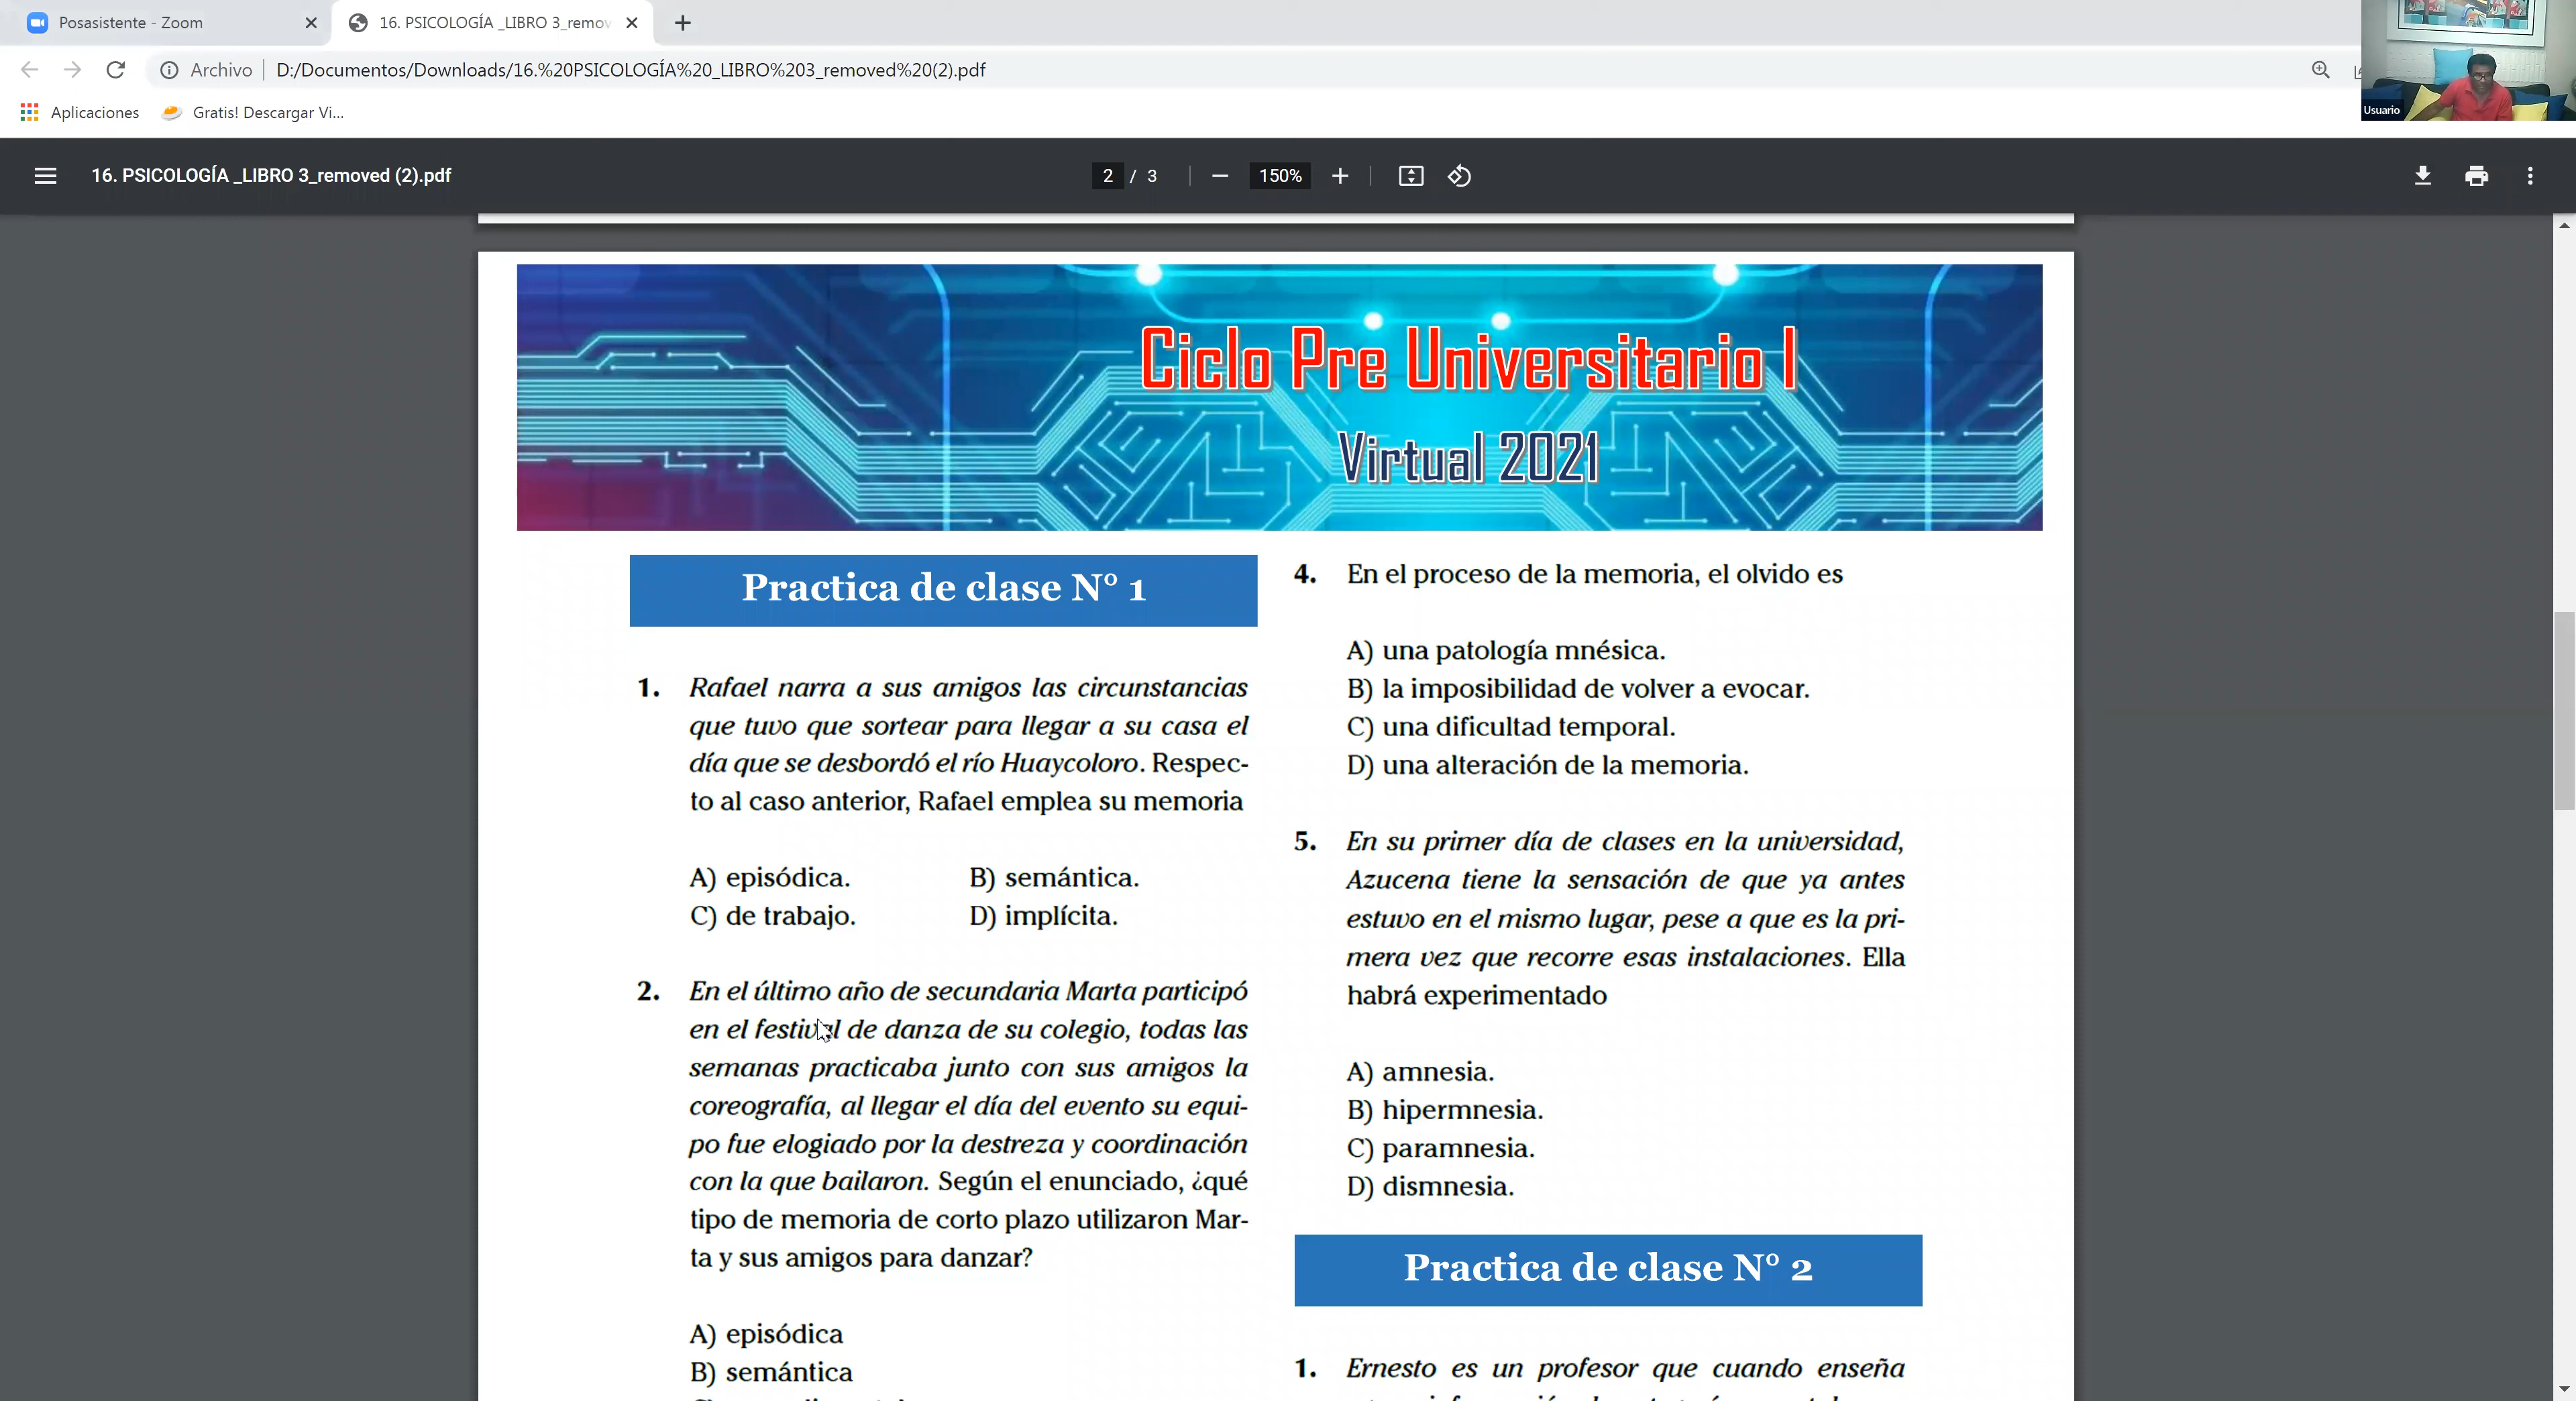 Posasistente - Zoom
16. PSICOLOGÍA _LIBRO 3_remov
Archivo
D:/Documentos/Downloads/16.%20PSICOLOGÍA%20_LIBRO%203_removed%20(2).pdf
Aplicaciones
Gratis! Descargar Vi...
Usuario
16. PSICOLOGÍA _LIBRO 3_removed (2).pdf
2 / 3
150%
Ciclo Pre Universitario I
Virtual 2021
Practica de clase N° 1
1. Rafael narra a sus amigos las circunstancias
que tuvo que sortear para llegar a su casa el
día que se desbordó el río Huaycoloro. Respec-
to al caso anterior, Rafael emplea su memoria
A) episódica. B) semántica.
C) de trabajo. D) implícita.
2. En el último año de secundaria Marta participó
en el festival de danza de su colegio, todas las
semanas practicaba junto con sus amigos la
coreografía, al llegar el día del evento su equi-
po fue elogiado por la destreza y coordinación
con la que bailaron. Según el enunciado, ¿qué
tipo de memoria de corto plazo utilizaron Mar-
ta y sus amigos para danzar?
A) episódica
B) semántica
4. En el proceso de la memoria, el olvido es
A) una patología mnésica.
B) la imposibilidad de volver a evocar.
C) una dificultad temporal.
D) una alteración de la memoria.
5. En su primer día de clases en la universidad,
Azucena tiene la sensación de que ya antes
estuvo en el mismo lugar, pese a que es la pri-
mera vez que recorre esas instalaciones. Ella
habrá experimentado
A) amnesia.
B) hipermnesia.
C) paramnesia.
D) dismnesia.
Practica de clase N° 2
1. Ernesto es un profesor que cuando enseña